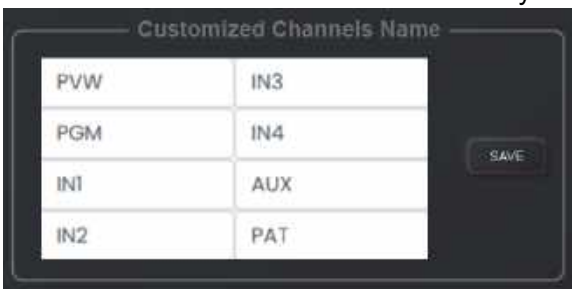 Customized Channels Name
PVW IN3
PGM IN4
SAVE
IN1 AUX
IN2 PAT